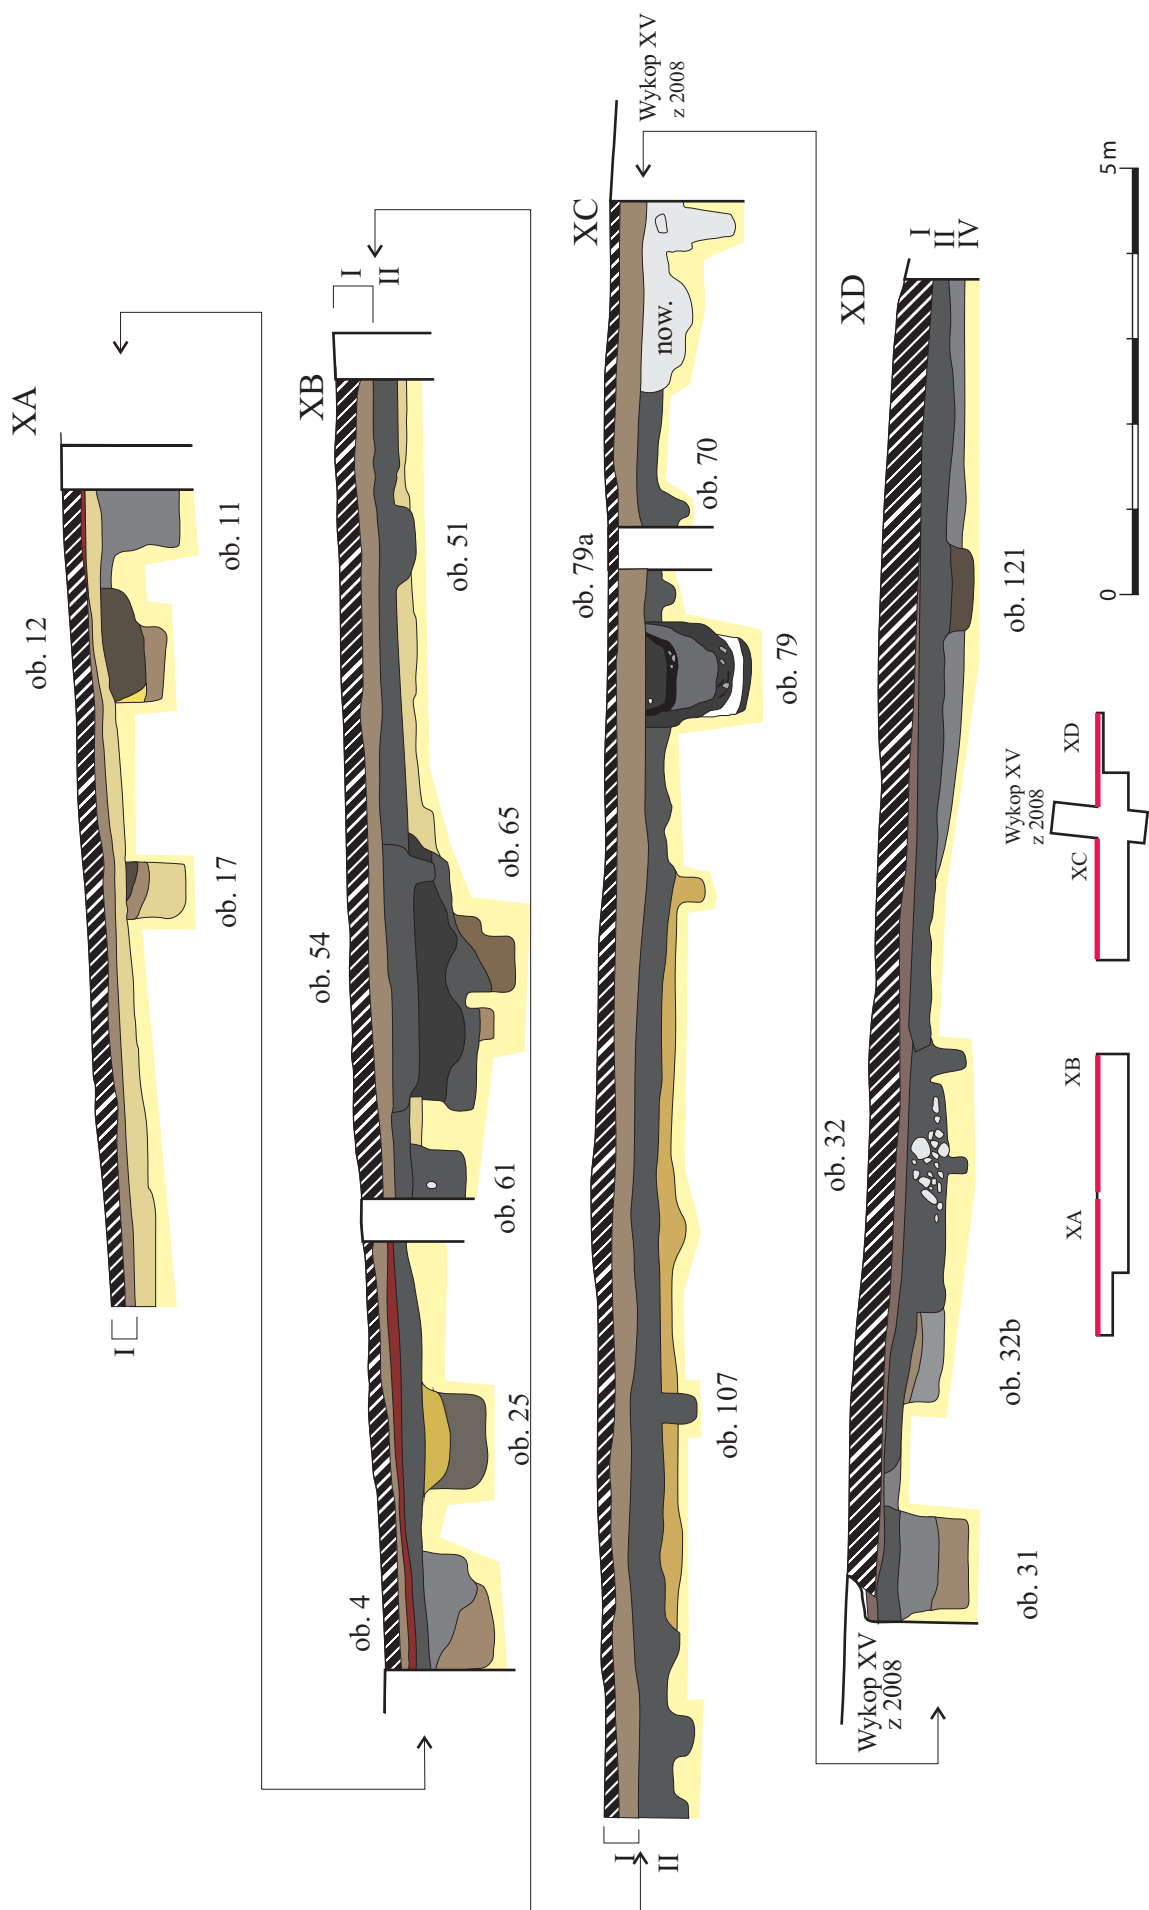 XA
ob. 12
ob. 11
ob. 17
I
XB
I
II
ob. 51
ob. 54
ob. 65
ob. 61
ob. 25
ob. 4
XC
Wykop XV
z 2008
now.
ob. 70
ob. 79a
ob. 79
ob. 107
I
II
XD
I
II
IV
ob. 121
ob. 32
ob. 32b
ob. 31
Wykop XV
z 2008
0
5 m
XA
XB
XC
Wykop XV
z 2008
XD